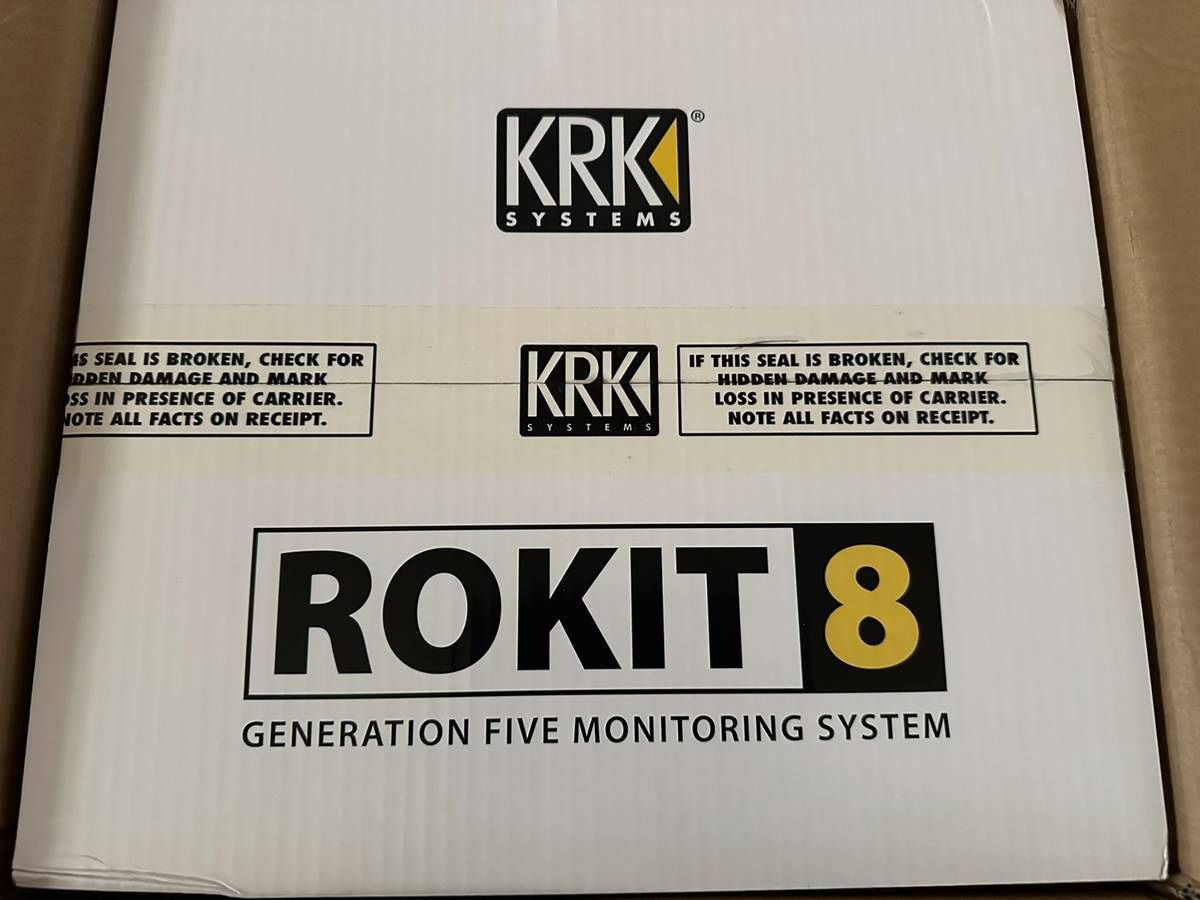 KRK®
SYSTEMS
IS SEAL IS BROKEN, CHECK FOR
DDEN DAMAGE AND MARK
OSS IN PRESENCE OF CARRIER.
NOTE ALL FACTS ON RECEIPT.
KRK
SYSTEMS
IF THIS SEAL IS BROKEN, CHECK FOR
HIDDEN DAMAGE AND MARK
LOSS IN PRESENCE OF CARRIER.
NOTE ALL FACTS ON RECEIPT.
ROKIT 8
GENERATION FIVE MONITORING SYSTEM